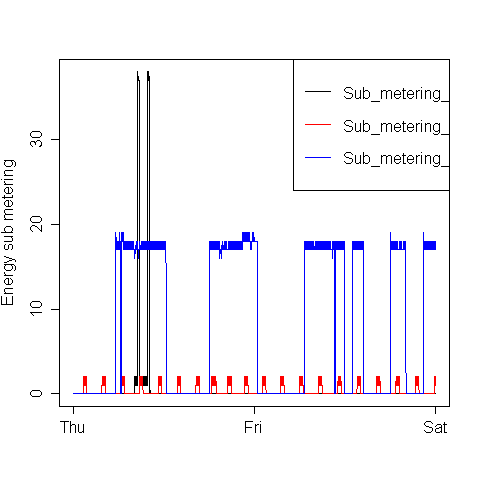 Energy sub metering
30
20
10
0
Sub_metering_
Sub_metering_
Sub_metering_
Thu Fri Sat